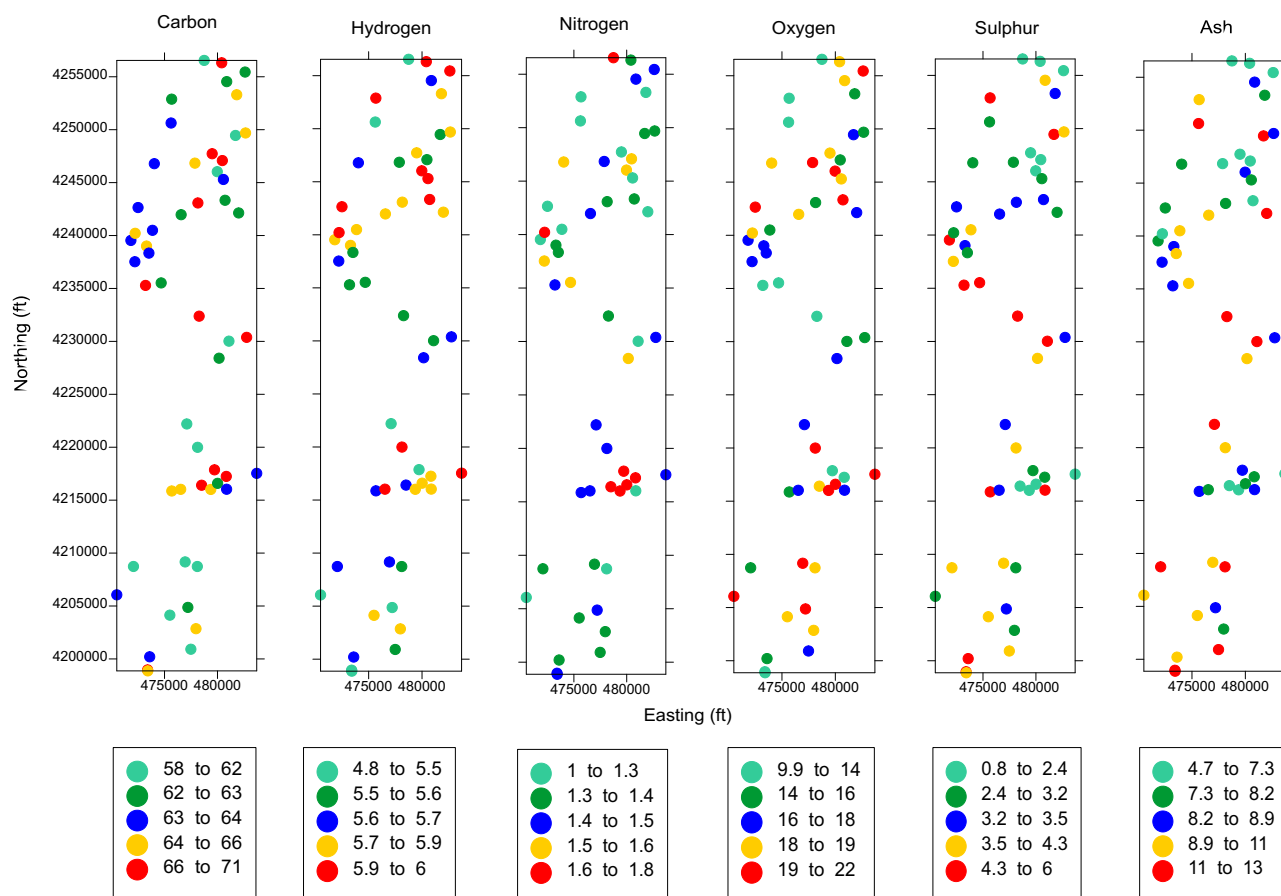 Carbon Hydrogen Nitrogen Oxygen Sulphur Ash
4255000
4250000
4245000
4240000
4235000
4230000
4225000
4220000
4215000
4210000
4205000
4200000
Northing (ft)
475000 480000 475000 480000 475000 480000 475000 480000 475000 480000 475000 480000
Easting (ft)
58 to 62
62 to 63
63 to 64
64 to 66
66 to 71
4.8 to 5.5
5.5 to 5.6
5.6 to 5.7
5.7 to 5.9
5.9 to 6
1 to 1.3
1.3 to 1.4
1.4 to 1.5
1.5 to 1.6
1.6 to 1.8
9.9 to 14
14 to 16
16 to 18
18 to 19
19 to 22
0.8 to 2.4
2.4 to 3.2
3.2 to 3.5
3.5 to 4.3
4.3 to 6
4.7 to 7.3
7.3 to 8.2
8.2 to 8.9
8.9 to 11
11 to 13